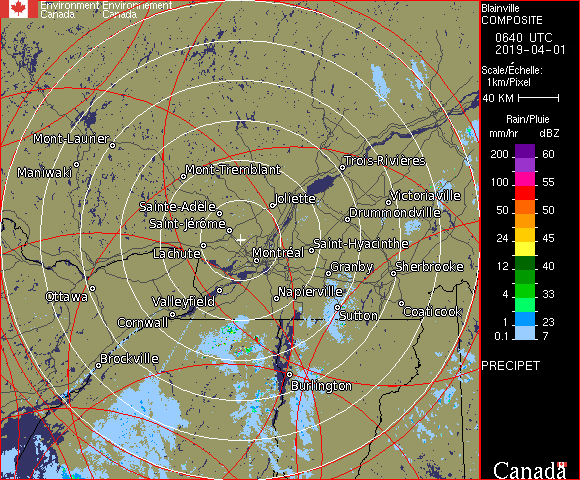 Environment Environnement
Canada Canada
Blainville
COMPOSITE
0640 UTC
2019-04-01
Scale/Échelle:
1km/Pixel
40 KM
Rain/Pluie
mm/hr dBZ
200 60
100 55
50 50
24 45
12 40
4 33
1 23
0.1 7
PRECIPET
Mont-Laurier
Maniwaki
Mont-Tremblant
Trois-Rivières
Joliette
Victoriaville
Sainte-Adèle
Drummondville
Saint-Jérôme
Saint-Hyacinthe
Lachute
Montréal
Granby
Sherbrooke
Ottawa
Valleyfield
Napierville
Coaticook
Cornwall
Sutton
Brockville
Burlington
Canada